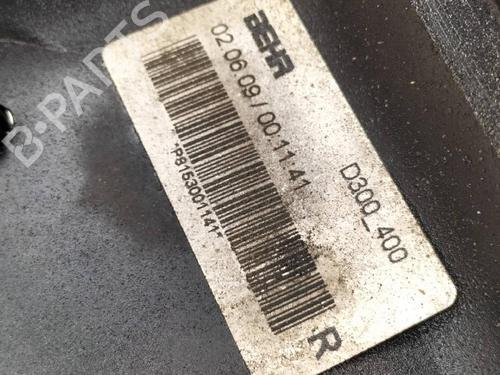 BEHR
02.06.09/00:11:41
*P8153001141*
D300_400
R
B-PARTS